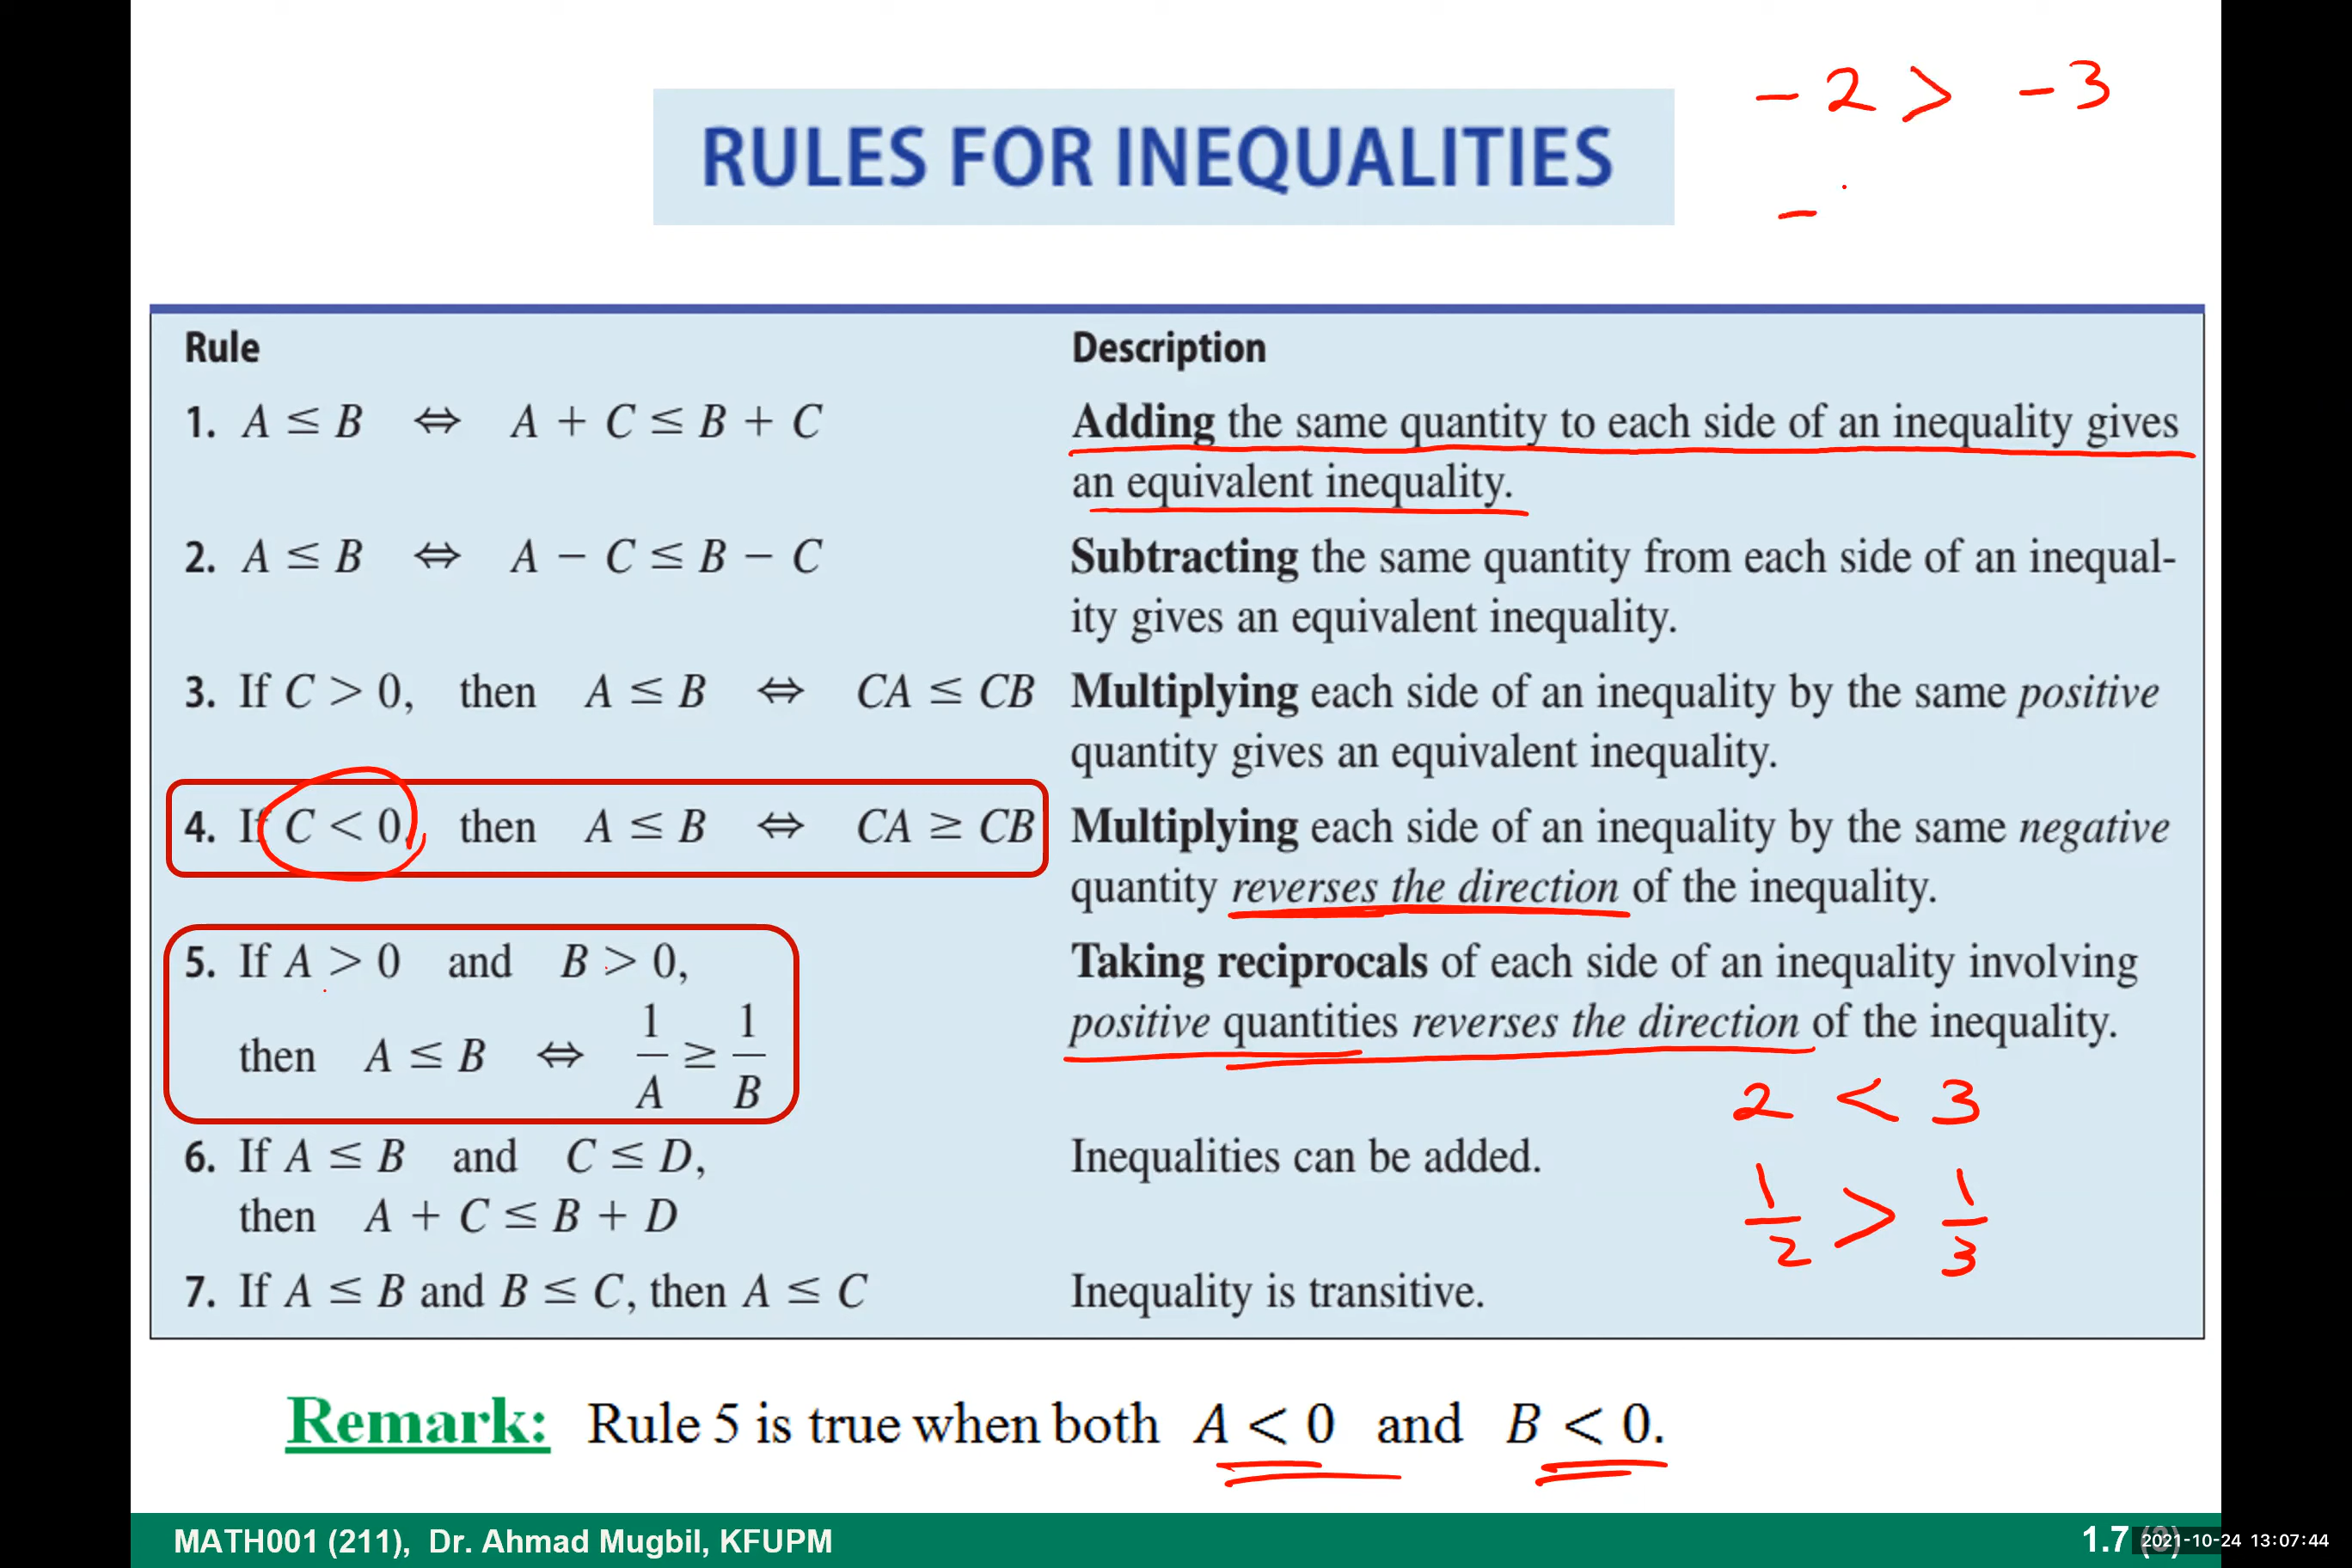 − 2 > − 3
−
RULES FOR INEQUALITIES
Rule
Description
1. A ≤ B ⇔ A + C ≤ B + C
Adding the same quantity to each side of an inequality gives
an equivalent inequality.
2. A ≤ B ⇔ A − C ≤ B − C
Subtracting the same quantity from each side of an inequal-
ity gives an equivalent inequality.
3. If C > 0, then A ≤ B ⇔ CA ≤ CB
Multiplying each side of an inequality by the same positive
quantity gives an equivalent inequality.
4. If C < 0, then A ≤ B ⇔ CA ≥ CB
Multiplying each side of an inequality by the same negative
quantity reverses the direction of the inequality.
5. If A > 0 and B > 0,
then A ≤ B ⇔ 1/A ≥ 1/B
Taking reciprocals of each side of an inequality involving
positive quantities reverses the direction of the inequality.
2 < 3
1/2 > 1/3
6. If A ≤ B and C ≤ D,
then A + C ≤ B + D
Inequalities can be added.
7. If A ≤ B and B ≤ C, then A ≤ C
Inequality is transitive.
Remark: Rule 5 is true when both A < 0 and B < 0.
MATH001 (211), Dr. Ahmad Mugbil, KFUPM
1.7
2021-10-24 13:07:44